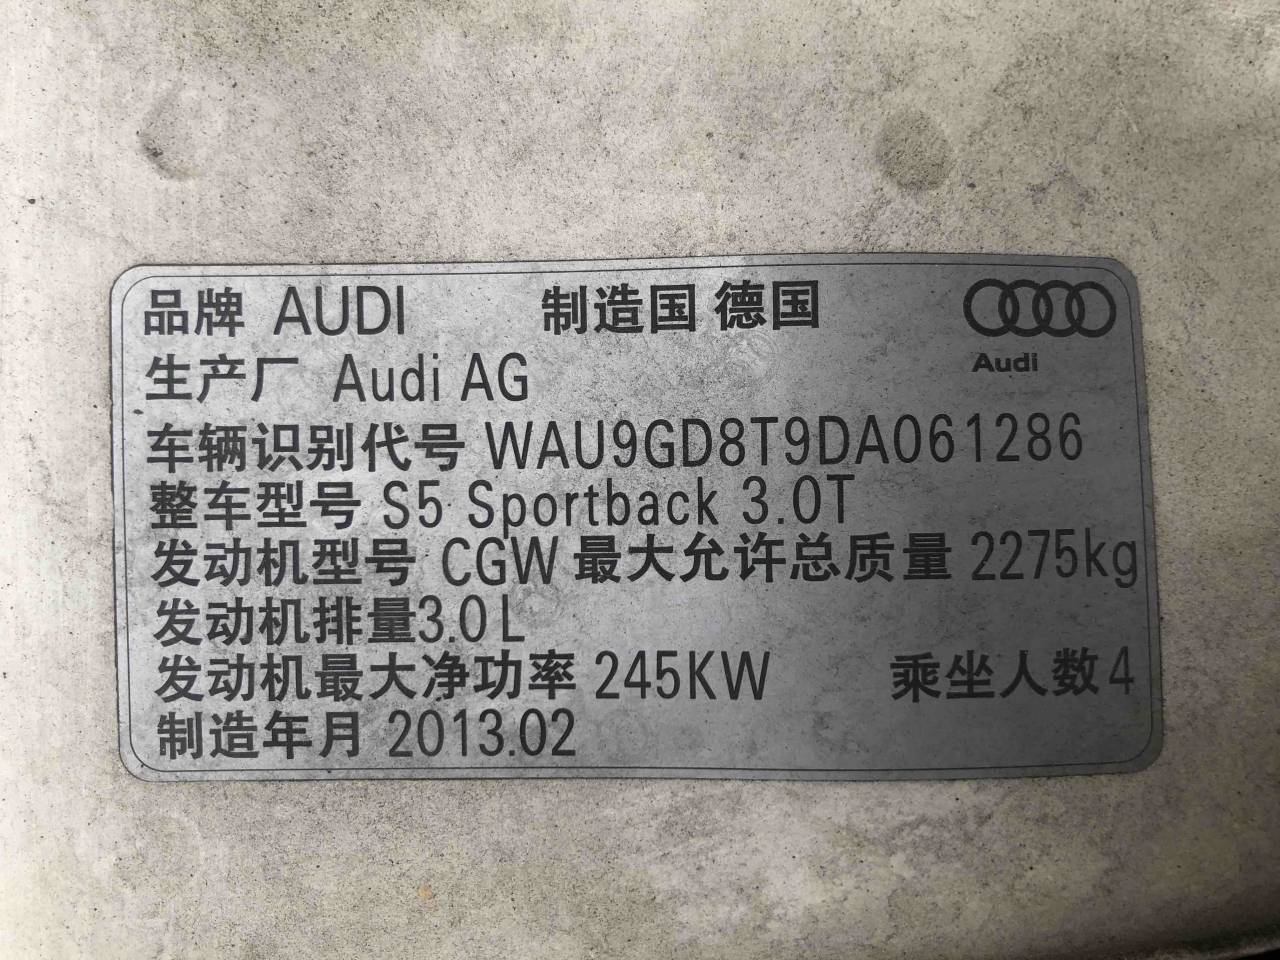 品牌 AUDI 制造国 德国
Audi
生产厂 Audi AG
车辆识别代号 WAU9GD8T9DA061286
整车型号 S5 Sportback 3.0T
发动机型号 CGW 最大允许总质量 2275kg
发动机排量3.0L
发动机最大净功率 245KW 乘坐人数4
制造年月 2013.02